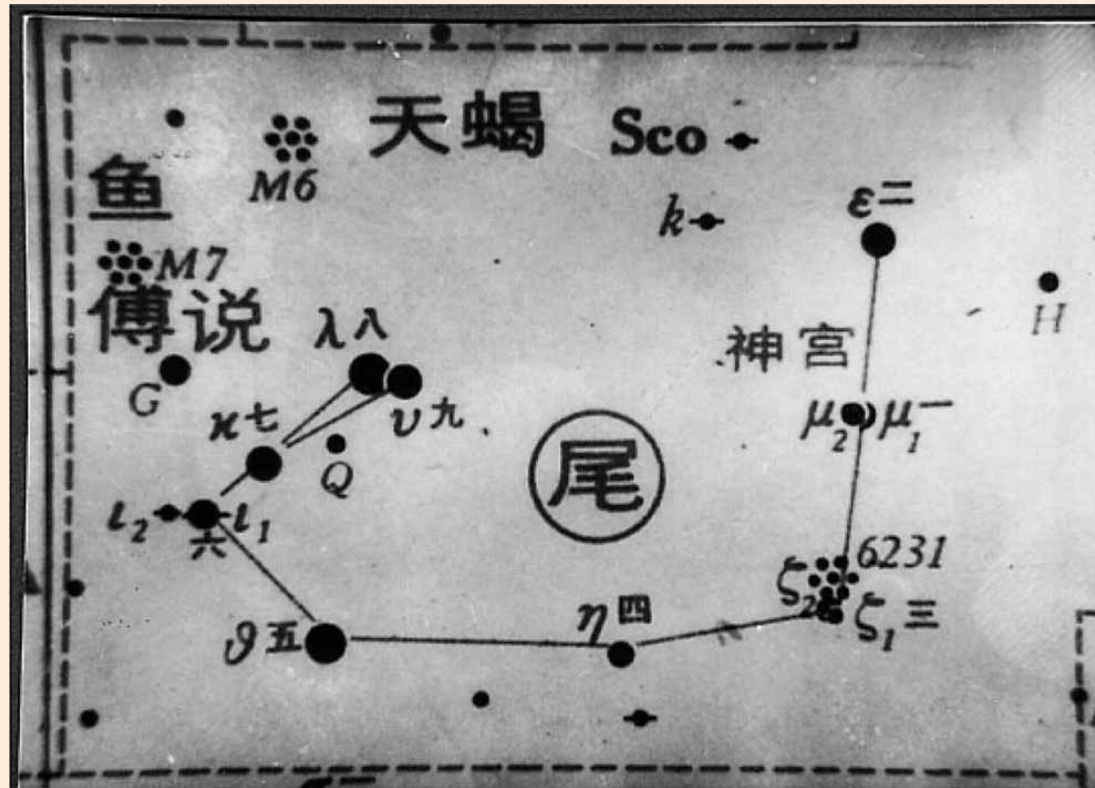 天蝎 Sco
M6
鱼
k
ε二
M7
傅说
H
λ八
神宫
G
μ₂ μ₁一
ϰ七
υ九
Q
尾
ι₂ ι₁
六
6231
ζ₂ ζ₁三
η四
ϑ五